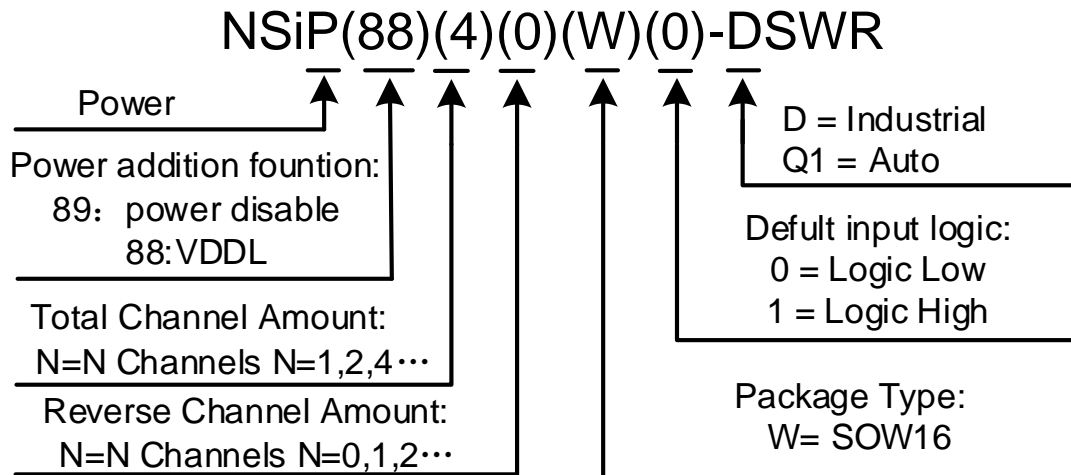 NSiP(88)(4)(0)(W)(0)-DSWR
Power
Power addition fountion:
89：power disable
88:VDDL
Total Channel Amount:
N=N Channels N=1,2,4⋯
Reverse Channel Amount:
N=N Channels N=0,1,2⋯
D = Industrial
Q1 = Auto
Defult input logic:
0 = Logic Low
1 = Logic High
Package Type:
W= SOW16